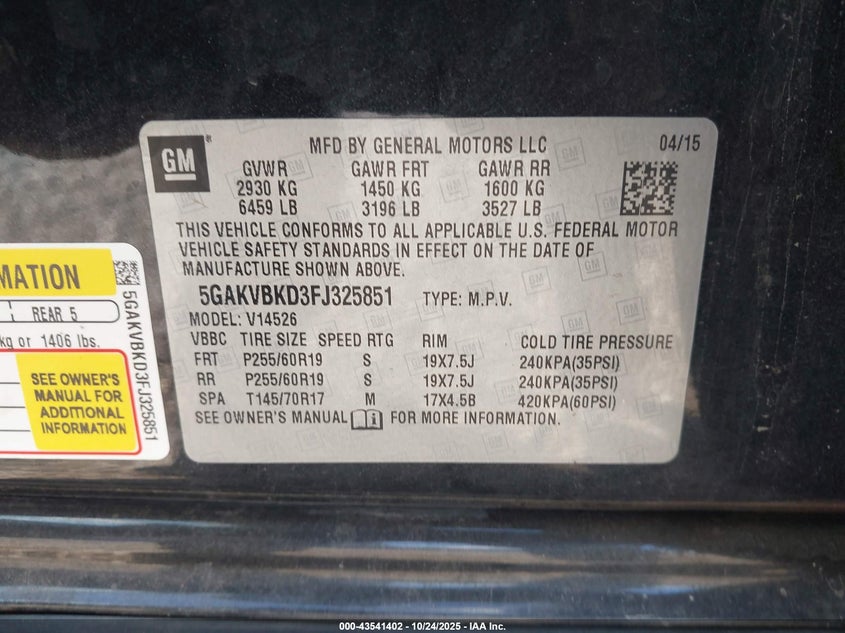 GM
MFD BY GENERAL MOTORS LLC 04/15
GVWR GAWR FRT GAWR RR
2930 KG 1450 KG 1600 KG
6459 LB 3196 LB 3527 LB
THIS VEHICLE CONFORMS TO ALL APPLICABLE U.S. FEDERAL MOTOR
VEHICLE SAFETY STANDARDS IN EFFECT ON THE DATE OF
MANUFACTURE SHOWN ABOVE.
5GAKVBKD3FJ325851 TYPE: M.P.V.
MODEL: V14526
VBBC TIRE SIZE SPEED RTG RIM COLD TIRE PRESSURE
FRT P255/60R19 S 19X7.5J 240KPA(35PSI)
RR P255/60R19 S 19X7.5J 240KPA(35PSI)
SPA T145/70R17 M 17X4.5B 420KPA(60PSI)
SEE OWNER'S MANUAL FOR MORE INFORMATION.
MATION
REAR 5
kg or 1406 lbs.
SEE OWNER'S
MANUAL FOR
ADDITIONAL
INFORMATION
5GAKVBKD3FJ325851
000-43541402 - 10/24/2025 - IAA Inc.